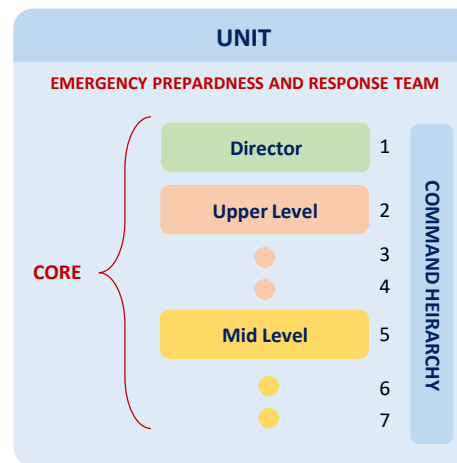 UNIT
EMERGENCY PREPARDNESS AND RESPONSE TEAM
Director 1
Upper Level 2
3
4
CORE
Mid Level 5
6
7
COMMAND HEIRARCHY